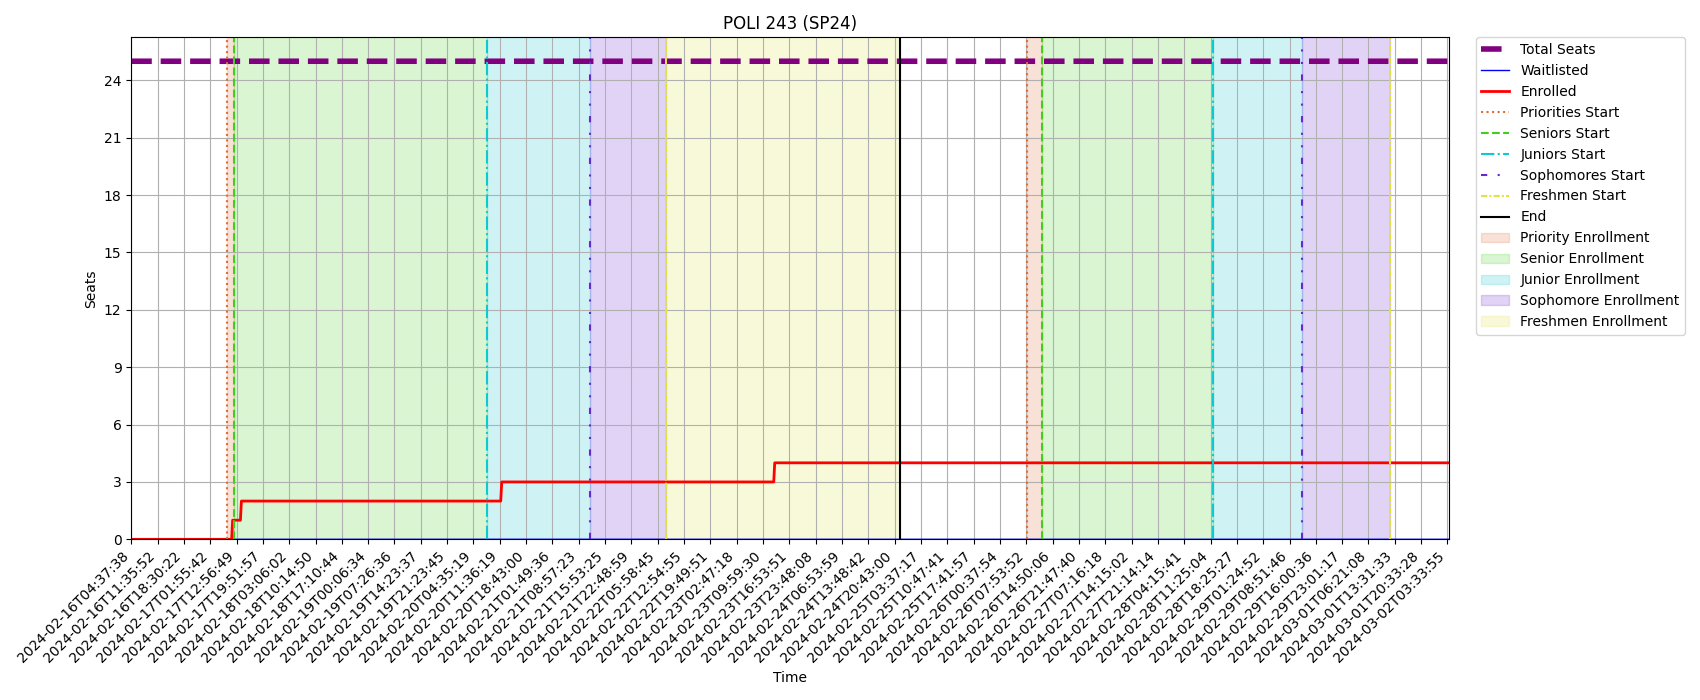 POLI 243 (SP24)
Total Seats
Waitlisted
Enrolled
Priorities Start
Seniors Start
Juniors Start
Sophomores Start
Freshmen Start
End
Priority Enrollment
Senior Enrollment
Junior Enrollment
Sophomore Enrollment
Freshmen Enrollment
Seats
24
21
18
15
12
9
6
3
0
2024-02-16T04:37:38
2024-02-16T11:35:52
2024-02-16T18:30:22
2024-02-17T01:55:42
2024-02-17T12:56:49
2024-02-17T19:51:57
2024-02-18T03:06:02
2024-02-18T10:14:50
2024-02-18T17:10:44
2024-02-19T00:06:34
2024-02-19T07:26:36
2024-02-19T14:23:37
2024-02-19T21:23:45
2024-02-20T04:35:19
2024-02-20T11:36:19
2024-02-20T18:43:00
2024-02-21T01:49:36
2024-02-21T08:57:23
2024-02-21T15:53:25
2024-02-21T22:48:59
2024-02-22T05:58:45
2024-02-22T12:54:55
2024-02-22T19:49:51
2024-02-23T02:47:18
2024-02-23T09:59:30
2024-02-23T16:53:51
2024-02-23T23:48:08
2024-02-24T06:53:59
2024-02-24T13:48:42
2024-02-24T20:43:00
2024-02-25T03:37:17
2024-02-25T10:47:41
2024-02-25T17:41:57
2024-02-26T00:37:54
2024-02-26T07:53:52
2024-02-26T14:50:06
2024-02-26T21:47:40
2024-02-27T07:16:18
2024-02-27T14:15:02
2024-02-27T21:14:14
2024-02-28T04:15:41
2024-02-28T11:25:04
2024-02-28T18:25:27
2024-02-29T01:24:52
2024-02-29T08:51:46
2024-02-29T16:00:36
2024-02-29T23:01:17
2024-03-01T06:21:08
2024-03-01T13:31:33
2024-03-01T20:33:28
2024-03-02T03:33:55
Time